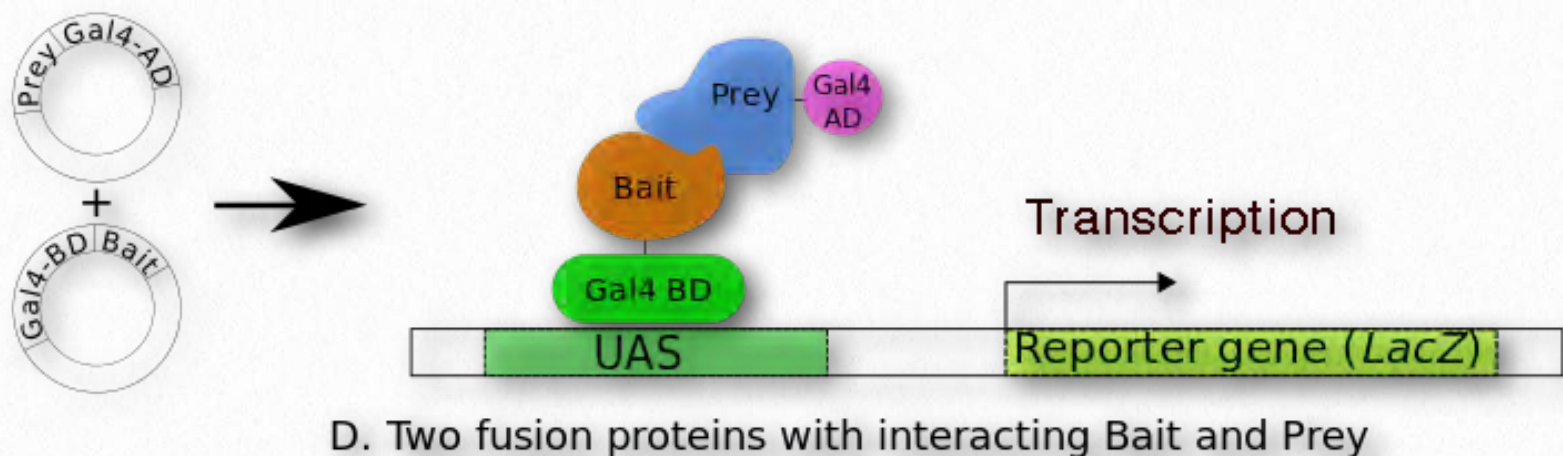 Prey Gal4-AD
+
Gal4-BD Bait
Prey
Gal4
AD
Bait
Gal4 BD
UAS
Transcription
Reporter gene (LacZ)
D. Two fusion proteins with interacting Bait and Prey